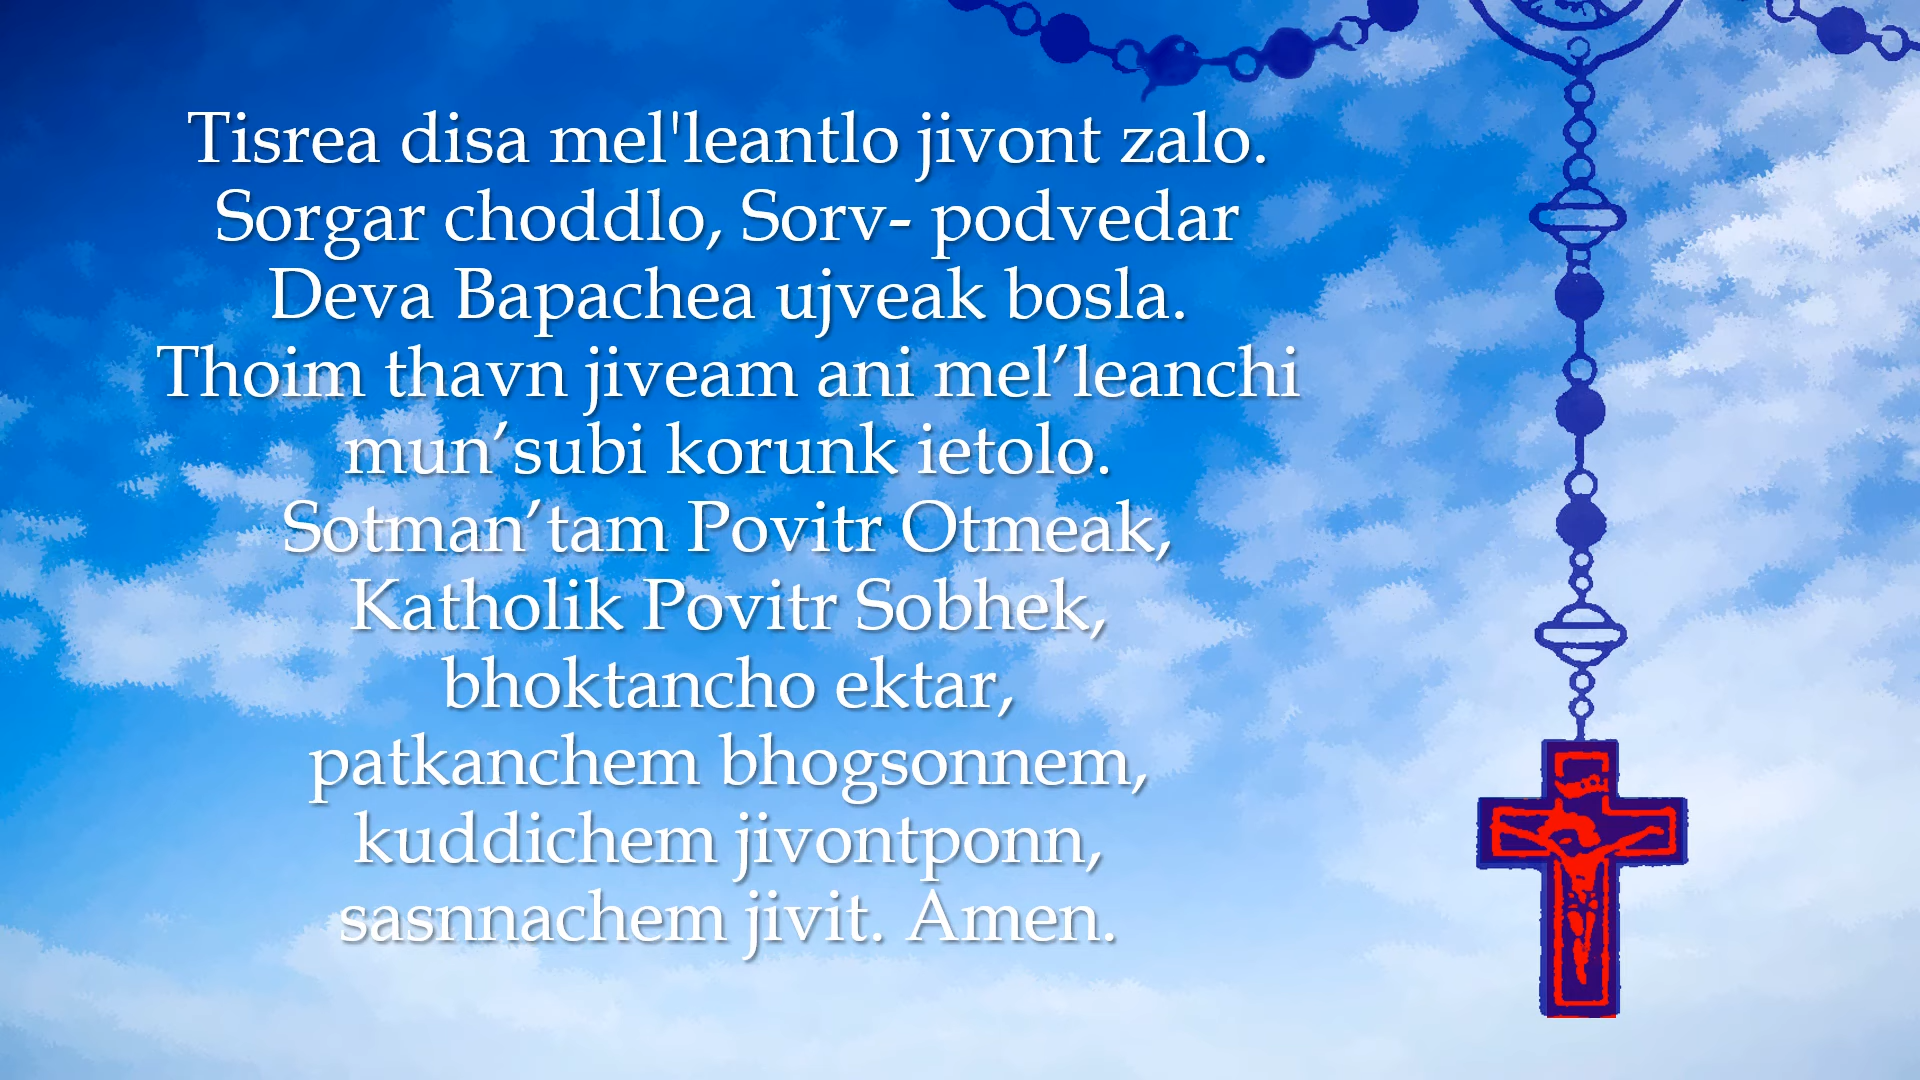 Tisrea disa mel'leantlo jivont zalo.
Sorgar choddlo, Sorv- podvedar
Deva Bapachea ujveak bosla.
Thoim thavn jiveam ani mel’leanchi
mun’subi korunk ietolo.
Sotman’tam Povitr Otmeak,
Katholik Povitr Sobhek,
bhoktancho ektar,
patkanchem bhogsonnem,
kuddichem jivontponn,
sasnnachem jivit. Amen.